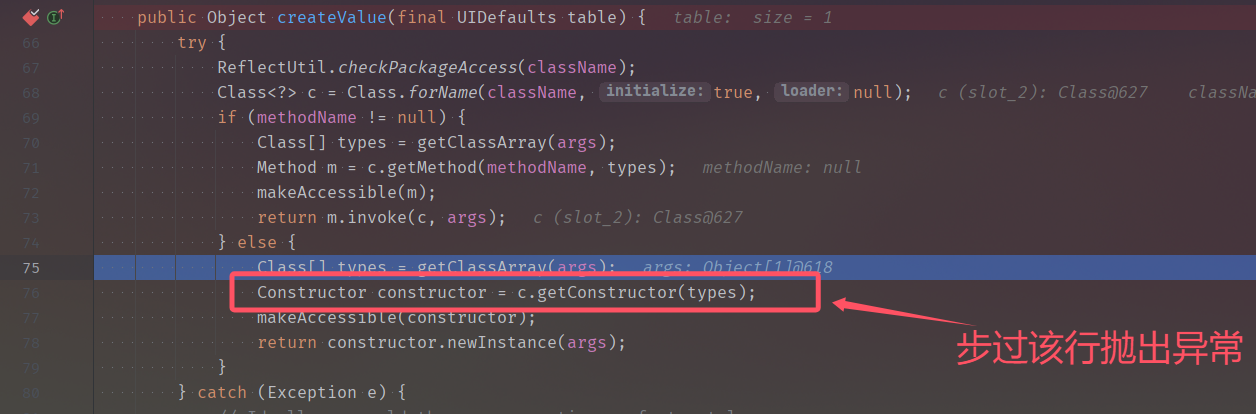 public Object createValue(final UIDefaults table) {   table:  size = 1
66 try {
67 ReflectUtil.checkPackageAccess(className);
68 Class<?> c = Class.forName(className, initialize: true, loader: null);   c (slot_2): Class@627    classNa
69 if (methodName != null) {
70 Class[] types = getClassArray(args);
71 Method m = c.getMethod(methodName, types);   methodName: null
72 makeAccessible(m);
73 return m.invoke(c, args);   c (slot_2): Class@627
74 } else {
75 Class[] types = getClassArray(args);   args: Object[1]@618
76 Constructor constructor = c.getConstructor(types);
77 makeAccessible(constructor);
步过该行抛出异常
78 return constructor.newInstance(args);
79 }
80 } catch (Exception e) {